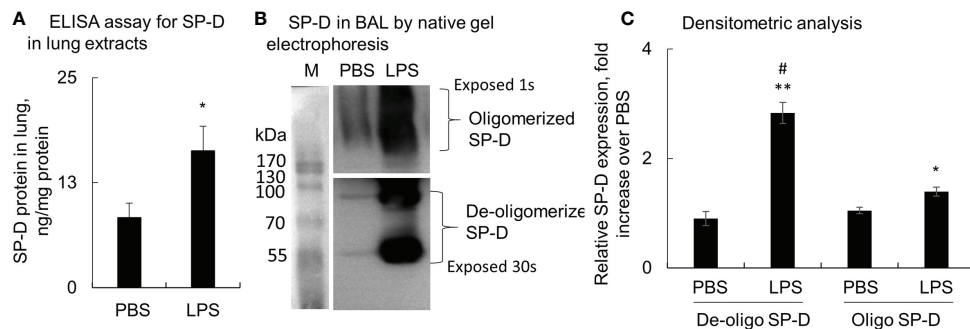 A ELISA assay for SP-D
in lung extracts
SP-D protein in lung,
ng/mg protein
25
13
0
*
PBS LPS
B SP-D in BAL by native gel
electrophoresis
M PBS LPS
kDa
170
130
100
70
55
Exposed 1s
Oligomerized
SP-D
De-oligomerize
SP-D
Exposed 30s
C Densitometric analysis
Relative SP-D expression, fold
increase over PBS
4
2
0
#
**
*
PBS LPS PBS LPS
De-oligo SP-D Oligo SP-D